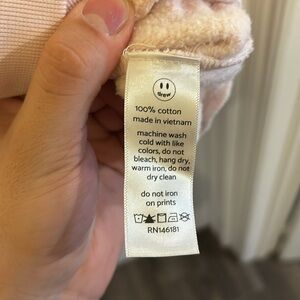 drew
100% cotton
made in vietnam
machine wash
cold with like
colors, do not
bleach, hang dry,
warm iron, do not
dry clean
do not iron
on prints
RN146181